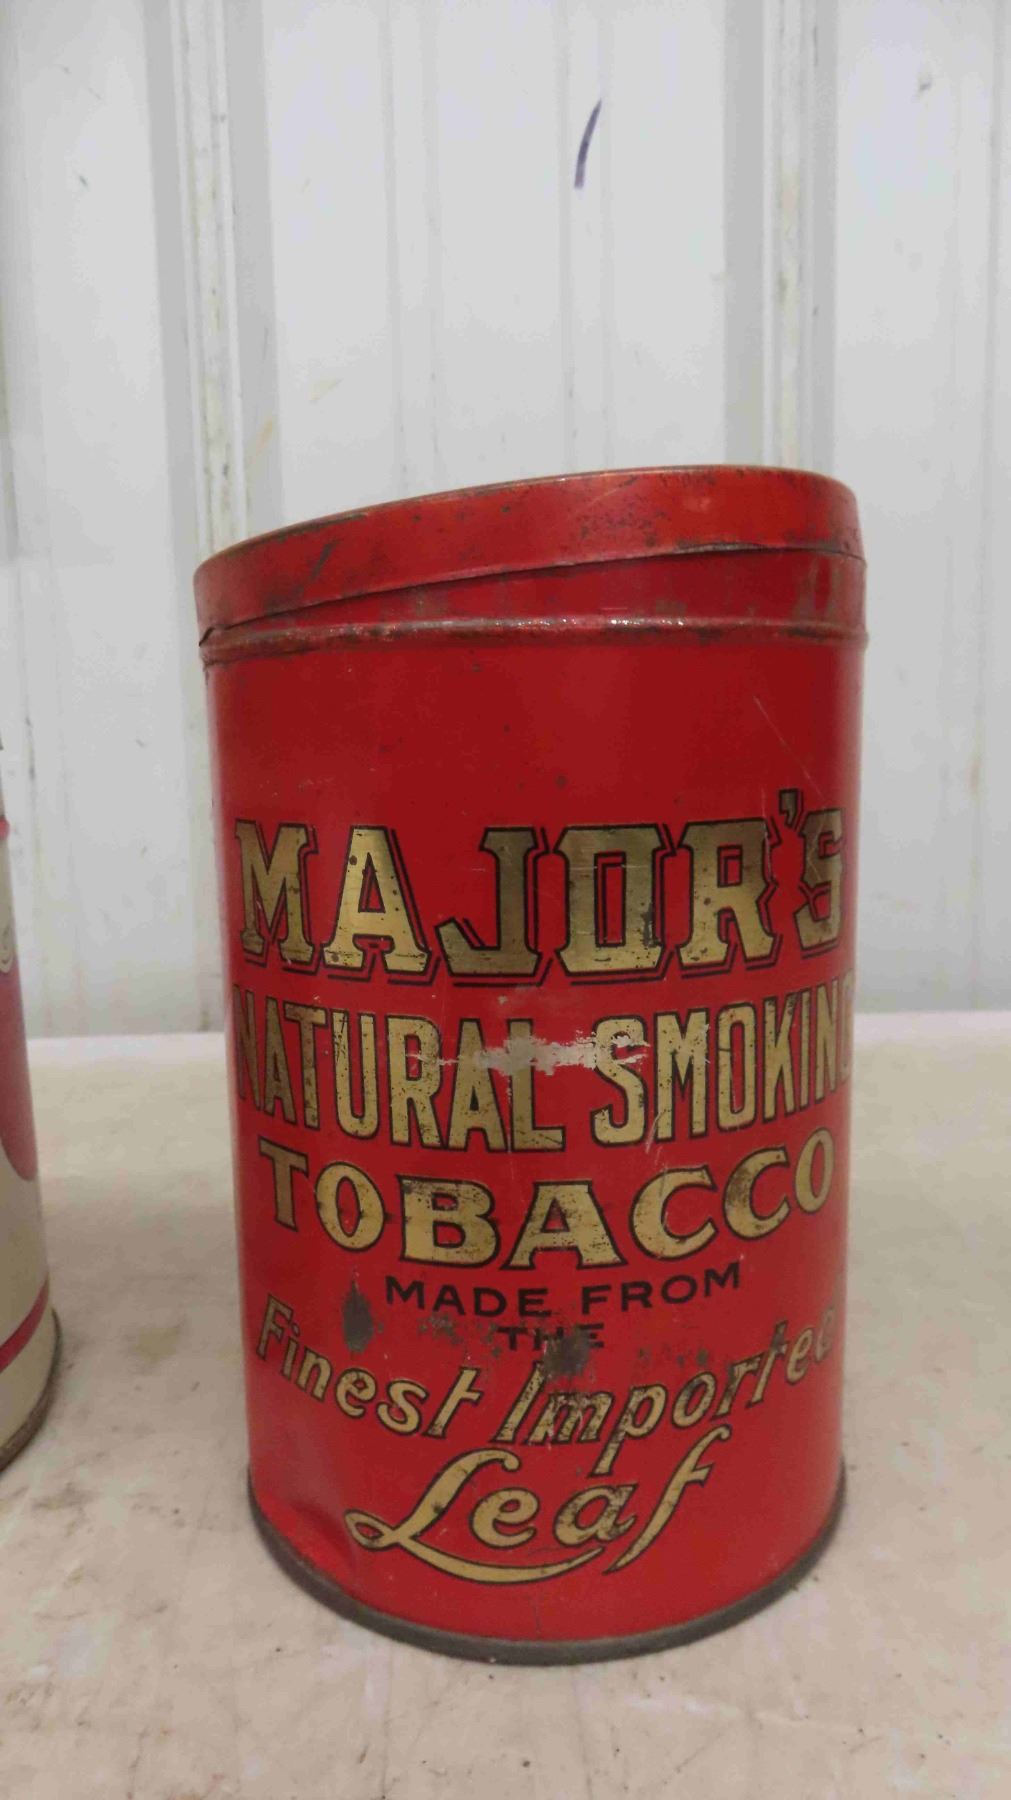 MAJOR'S
NATURAL SMOKING
TOBACCO
MADE FROM
THE
Finest Imported
Leaf